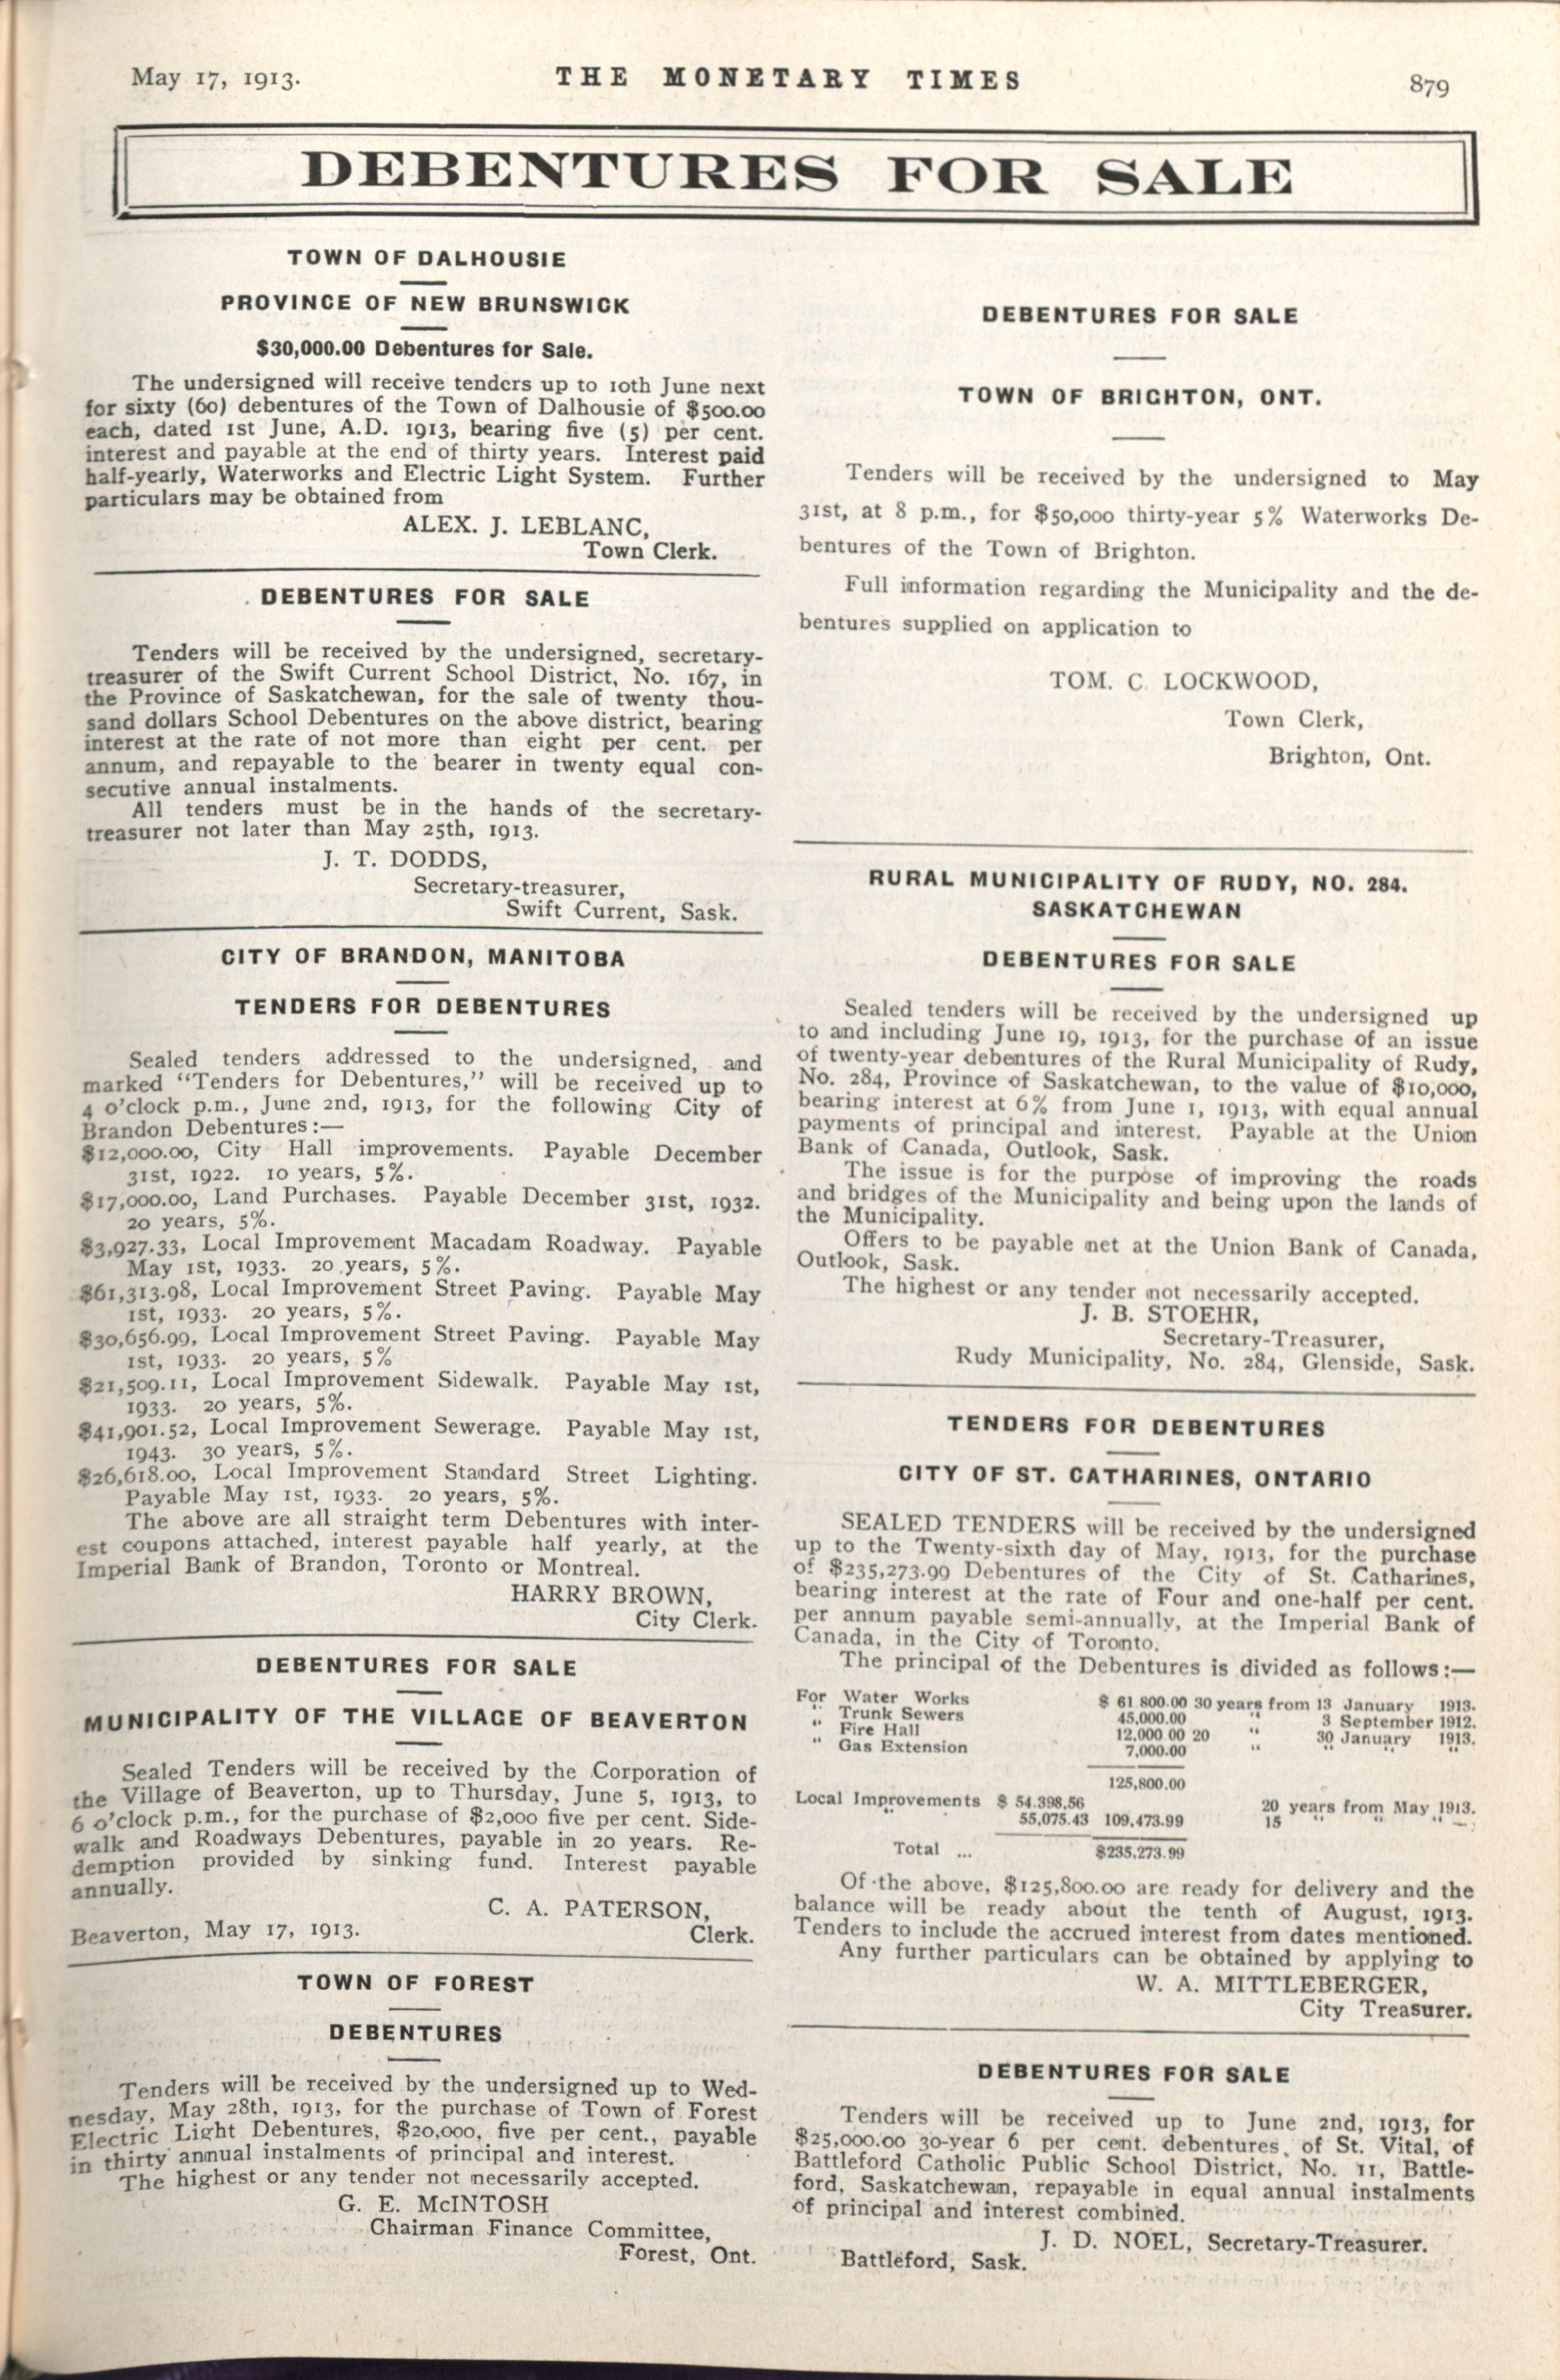 May 17, 1913.
THE MONETARY TIMES
879
DEBENTURES FOR SALE
TOWN OF DALHOUSIE
PROVINCE OF NEW BRUNSWICK
$30,000.00 Debentures for Sale.
The undersigned will receive tenders up to 10th June next
for sixty (60) debentures of the Town of Dalhousie of $500.00
each, dated 1st June, A.D. 1913, bearing five (5) per cent.
interest and payable at the end of thirty years. Interest paid
half-yearly, Waterworks and Electric Light System. Further
particulars may be obtained from
ALEX. J. LEBLANC,
Town Clerk.
DEBENTURES FOR SALE
Tenders will be received by the undersigned, secretary-
treasurer of the Swift Current School District, No. 167, in
the Province of Saskatchewan, for the sale of twenty thou-
sand dollars School Debentures on the above district, bearing
interest at the rate of not more than eight per cent. per
annum, and repayable to the bearer in twenty equal con-
secutive annual instalments.
All tenders must be in the hands of the secretary-
treasurer not later than May 25th, 1913.
J. T. DODDS,
Secretary-treasurer,
Swift Current, Sask.
CITY OF BRANDON, MANITOBA
TENDERS FOR DEBENTURES
Sealed tenders addressed to the undersigned, and
marked "Tenders for Debentures," will be received up to
4 o'clock p.m., June 2nd, 1913, for the following City of
Brandon Debentures:—
$12,000.00, City Hall improvements. Payable December
31st, 1922. 10 years, 5%.
$17,000.00, Land Purchases. Payable December 31st, 1932.
20 years, 5%.
$3,927.33, Local Improvement Macadam Roadway. Payable
May 1st, 1933. 20 years, 5%.
$61,313.98, Local Improvement Street Paving. Payable May
1st, 1933. 20 years, 5%.
$30,656.99, Local Improvement Street Paving. Payable May
1st, 1933. 20 years, 5%
$21,509.11, Local Improvement Sidewalk. Payable May 1st,
1933. 20 years, 5%.
$41,901.52, Local Improvement Sewerage. Payable May 1st,
1943. 30 years, 5%.
$26,618.00, Local Improvement Standard Street Lighting.
Payable May 1st, 1933. 20 years, 5%.
The above are all straight term Debentures with inter-
est coupons attached, interest payable half yearly, at the
Imperial Bank of Brandon, Toronto or Montreal.
HARRY BROWN,
City Clerk.
DEBENTURES FOR SALE
MUNICIPALITY OF THE VILLAGE OF BEAVERTON
Sealed Tenders will be received by the Corporation of
the Village of Beaverton, up to Thursday, June 5, 1913, to
6 o'clock p.m., for the purchase of $2,000 five per cent. Side-
walk and Roadways Debentures, payable in 20 years. Re-
demption provided by sinking fund. Interest payable
annually.
C. A. PATERSON,
Beaverton, May 17, 1913. Clerk.
TOWN OF FOREST
DEBENTURES
Tenders will be received by the undersigned up to Wed-
nesday, May 28th, 1913, for the purchase of Town of Forest
Electric Light Debentures, $20,000, five per cent., payable
in thirty annual instalments of principal and interest.
The highest or any tender not necessarily accepted.
G. E. McINTOSH
Chairman Finance Committee,
Forest, Ont.
DEBENTURES FOR SALE
TOWN OF BRIGHTON, ONT.
Tenders will be received by the undersigned to May
31st, at 8 p.m., for $50,000 thirty-year 5% Waterworks De-
bentures of the Town of Brighton.
Full information regarding the Municipality and the de-
bentures supplied on application to
TOM. C. LOCKWOOD,
Town Clerk,
Brighton, Ont.
RURAL MUNICIPALITY OF RUDY, NO. 284.
SASKATCHEWAN
DEBENTURES FOR SALE
Sealed tenders will be received by the undersigned up
to and including June 19, 1913, for the purchase of an issue
of twenty-year debentures of the Rural Municipality of Rudy,
No. 284, Province of Saskatchewan, to the value of $10,000,
bearing interest at 6% from June 1, 1913, with equal annual
payments of principal and interest. Payable at the Union
Bank of Canada, Outlook, Sask.
The issue is for the purpose of improving the roads
and bridges of the Municipality and being upon the lands of
the Municipality.
Offers to be payable net at the Union Bank of Canada,
Outlook, Sask.
The highest or any tender not necessarily accepted.
J. B. STOEHR,
Secretary-Treasurer,
Rudy Municipality, No. 284, Glenside, Sask.
TENDERS FOR DEBENTURES
CITY OF ST. CATHARINES, ONTARIO
SEALED TENDERS will be received by the undersigned
up to the Twenty-sixth day of May, 1913, for the purchase
of $235,273.99 Debentures of the City of St. Catharines,
bearing interest at the rate of Four and one-half per cent.
per annum payable semi-annually, at the Imperial Bank of
Canada, in the City of Toronto.
The principal of the Debentures is divided as follows:—
For Water Works $ 61 800.00 30 years from 13 January 1913.
" Trunk Sewers 45,000.00 " 3 September 1912.
" Fire Hall 12,000 00 20 " 30 January 1913.
" Gas Extension 7,000.00 " " " "
125,800.00
Local Improvements $ 54.398.56 20 years from May 1913.
55,075.43 109,473.99 15 " " " "
Total ... $235,273.99
Of the above, $125,800.00 are ready for delivery and the
balance will be ready about the tenth of August, 1913.
Tenders to include the accrued interest from dates mentioned.
Any further particulars can be obtained by applying to
W. A. MITTLEBERGER,
City Treasurer.
DEBENTURES FOR SALE
Tenders will be received up to June 2nd, 1913, for
$25,000.00 30-year 6 per cent. debentures of St. Vital, of
Battleford Catholic Public School District, No. 11, Battle-
ford, Saskatchewan, repayable in equal annual instalments
of principal and interest combined.
J. D. NOEL, Secretary-Treasurer.
Battleford, Sask.